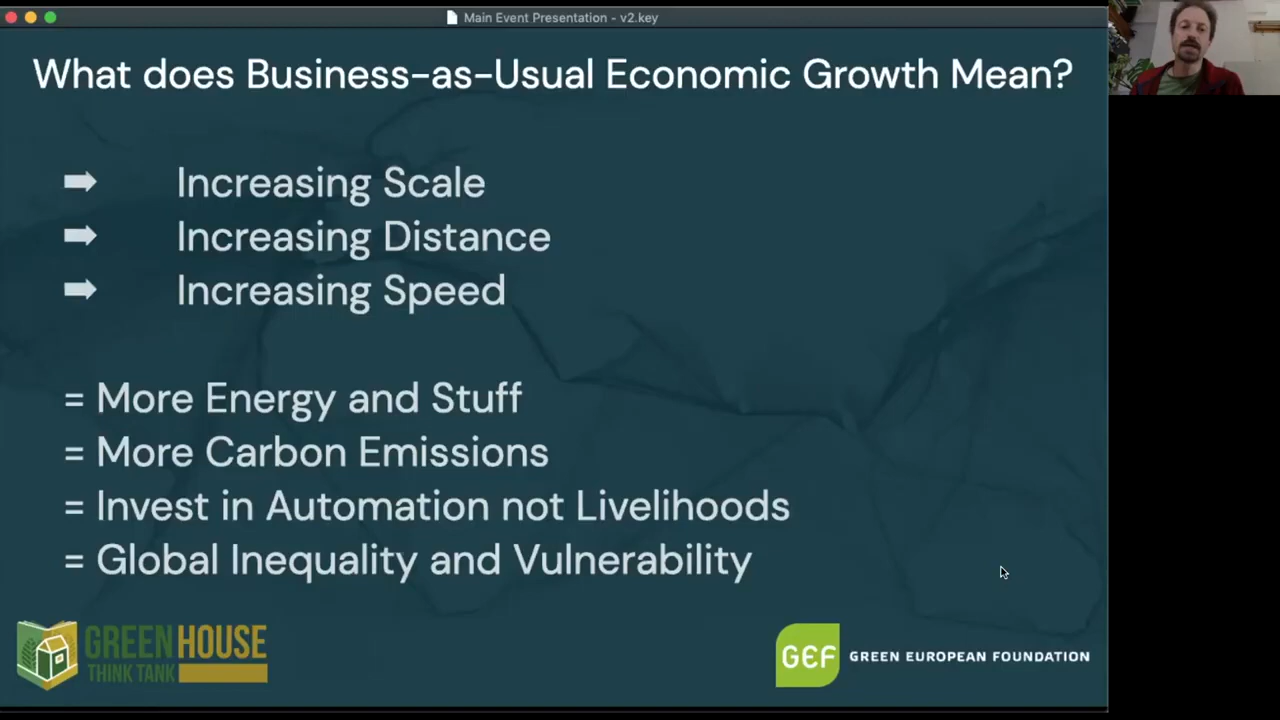 Main Event Presentation - v2.key
What does Business-as-Usual Economic Growth Mean?
Increasing Scale
Increasing Distance
Increasing Speed
= More Energy and Stuff
= More Carbon Emissions
= Invest in Automation not Livelihoods
= Global Inequality and Vulnerability
GREEN HOUSE
THINK TANK
GEF GREEN EUROPEAN FOUNDATION